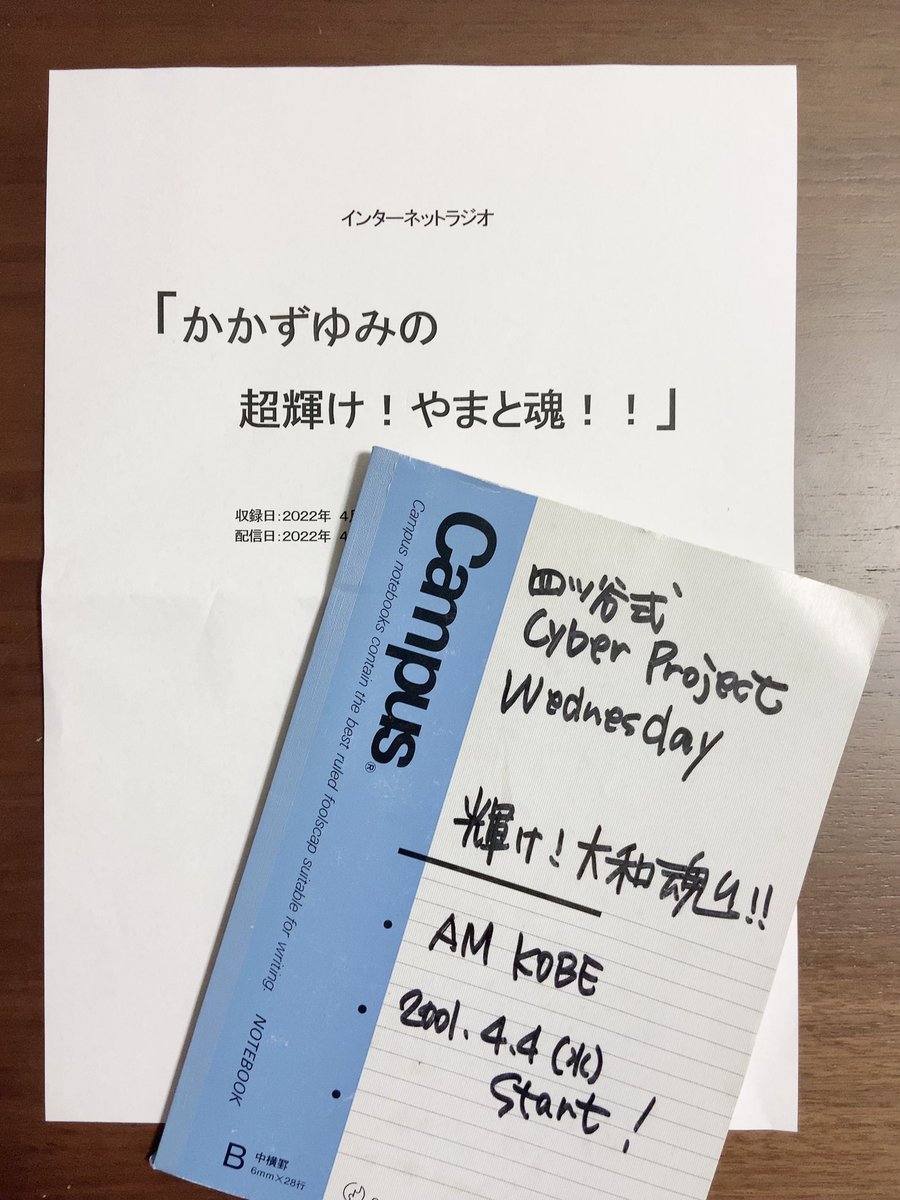 インターネットラジオ
「かかずゆみの
超輝け！やまと魂！！」
収録日：2022年 4月
配信日：2022年 4
Campus®
Campus notebooks contain the best ruled foolscap suitable for writing.
NOTEBOOK
B 中横罫
6mm×28行
四ツ谷式
Cyber Project
Wednesday
輝け！大和魂!!
AM KOBE
2001.4.4(水)
Start!